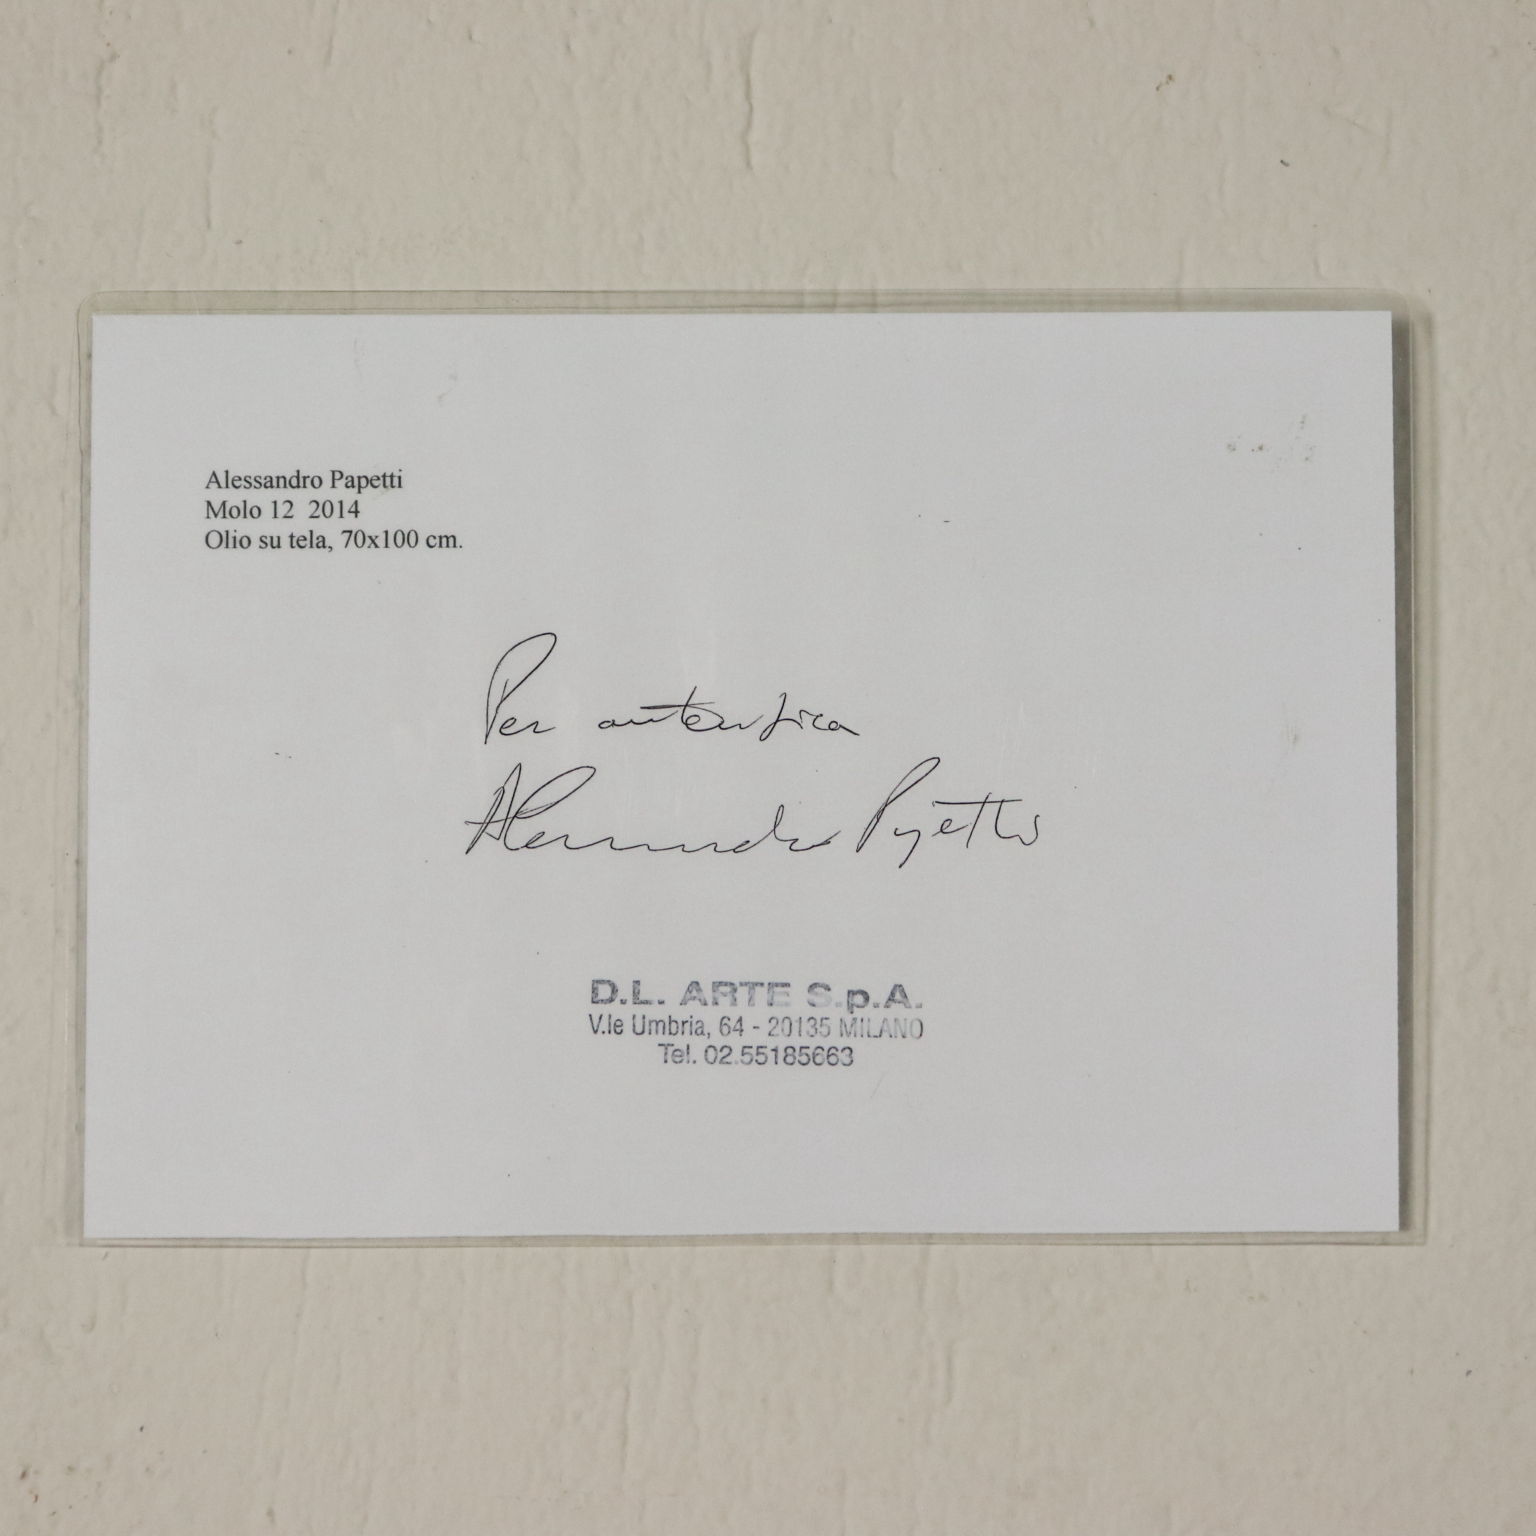 Alessandro Papetti
Molo 12 2014
Olio su tela, 70x100 cm.
Per autentica
Alessandro Papetti
D.L. ARTE S.p.A.
V.le Umbria, 64 - 20135 MILANO
Tel. 02.55185663